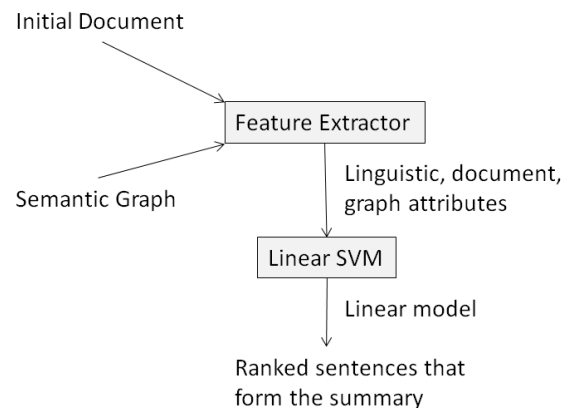 Initial Document
Feature Extractor
Semantic Graph
Linguistic, document,
graph attributes
Linear SVM
Linear model
Ranked sentences that
form the summary